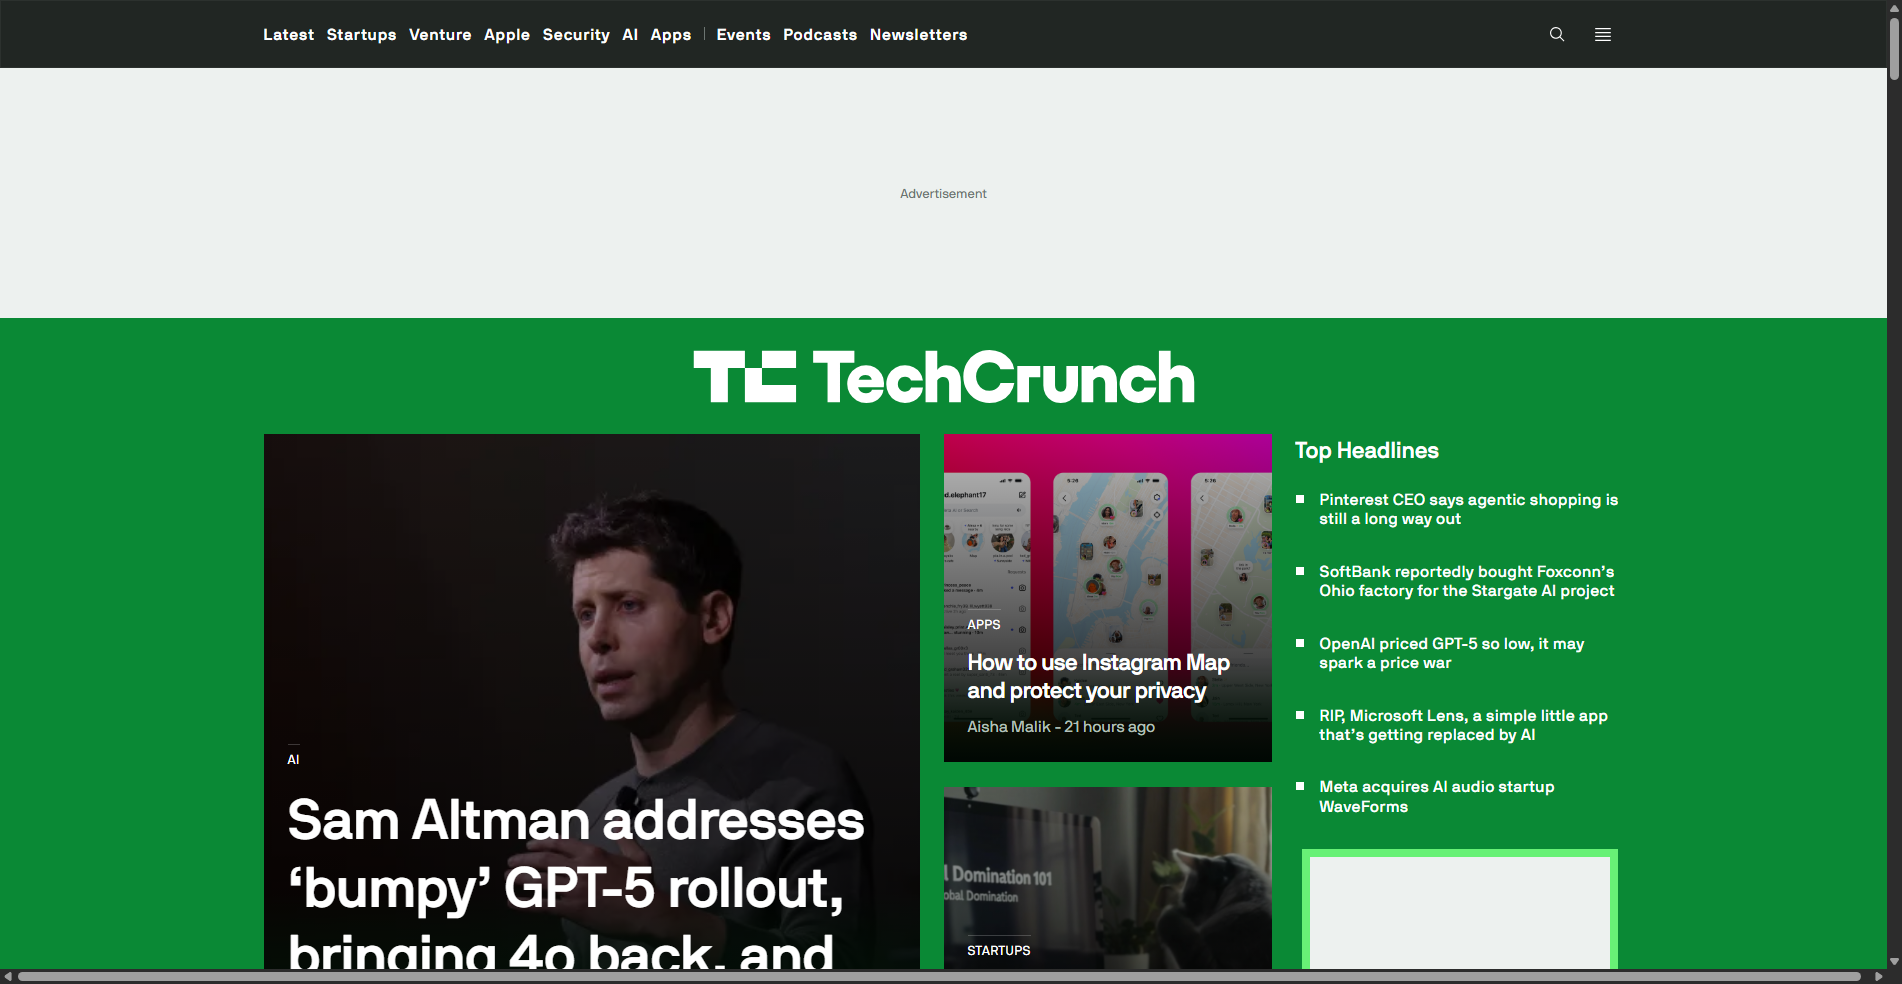 Latest Startups Venture Apple Security AI Apps Events Podcasts Newsletters
Advertisement
TechCrunch
AI
Sam Altman addresses
‘bumpy’ GPT-5 rollout,
bringing 4o back, and
APPS
How to use Instagram Map
and protect your privacy
Aisha Malik - 21 hours ago
l Domination 101
obal Domination
STARTUPS
Top Headlines
Pinterest CEO says agentic shopping is
still a long way out
SoftBank reportedly bought Foxconn’s
Ohio factory for the Stargate AI project
OpenAI priced GPT-5 so low, it may
spark a price war
RIP, Microsoft Lens, a simple little app
that’s getting replaced by AI
Meta acquires AI audio startup
WaveForms